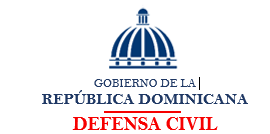 GOBIERNO DE LA
REPÚBLICA DOMINICANA
DEFENSA CIVIL